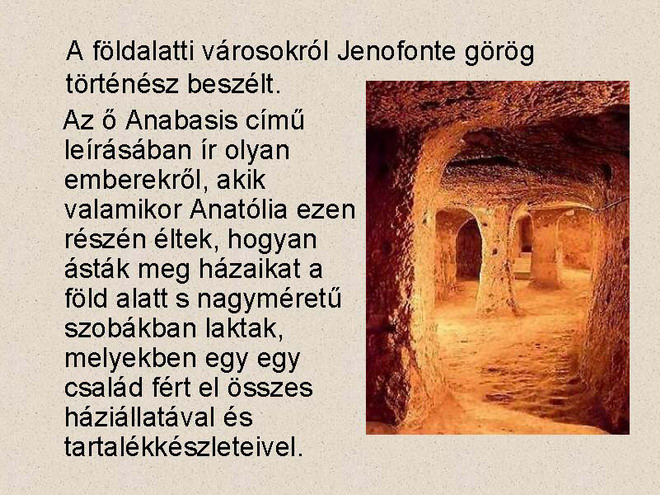 A földalatti városokról Jenofonte görög
történész beszélt.
Az ő Anabasis című
leírásában ír olyan
emberekről, akik
valamikor Anatólia ezen
részén éltek, hogyan
ásták meg házaikat a
föld alatt s nagyméretű
szobákban laktak,
melyekben egy egy
család fért el összes
háziállatával és
tartalékkészleteivel.